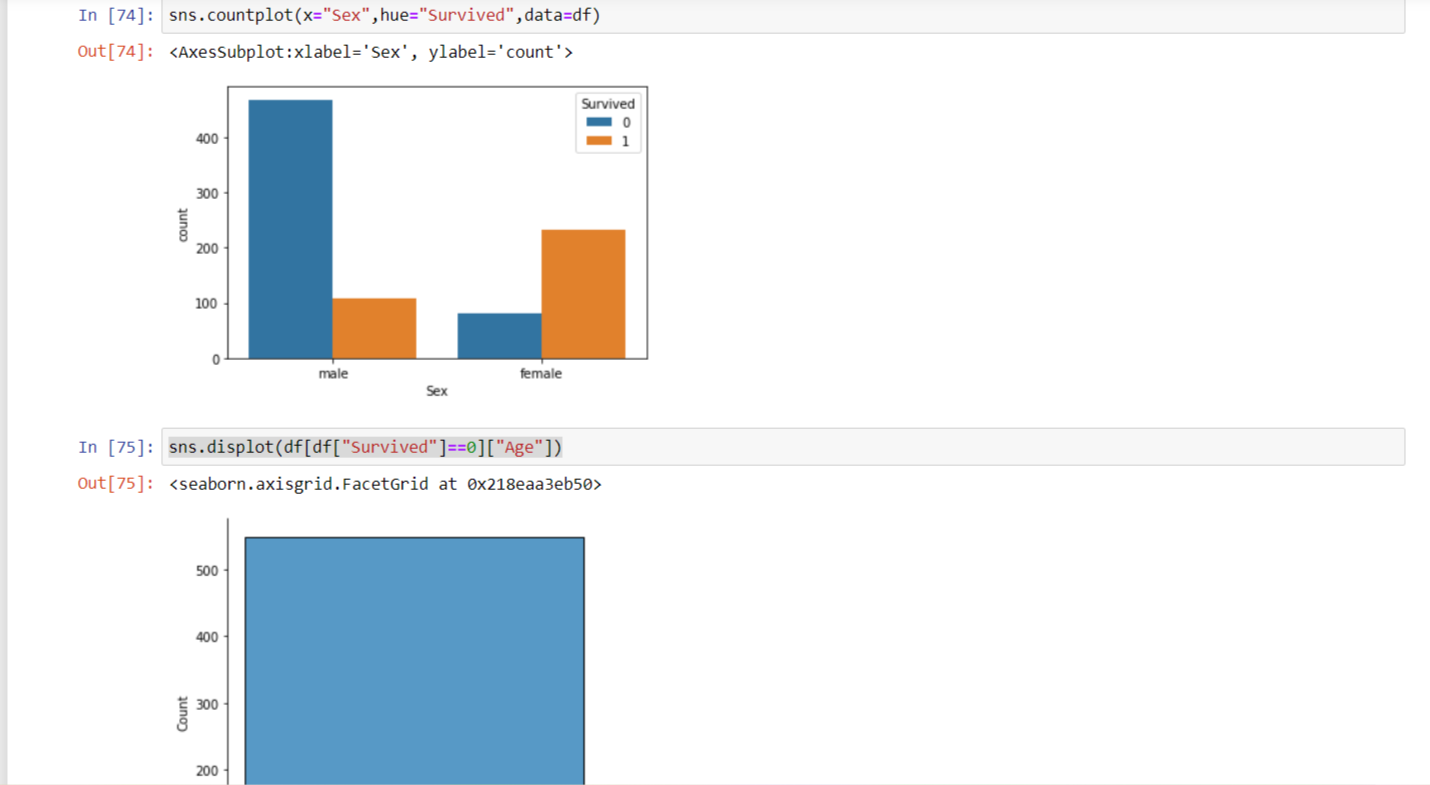 In [74]: sns.countplot(x="Sex",hue="Survived",data=df)
Out[74]: <AxesSubplot:xlabel='Sex', ylabel='count'>
Survived
0
1
400
300
200
100
0
count
male female
Sex
In [75]: sns.displot(df[df["Survived"]==0]["Age"])
Out[75]: <seaborn.axisgrid.FacetGrid at 0x218eaa3eb50>
500
400
300
200
Count